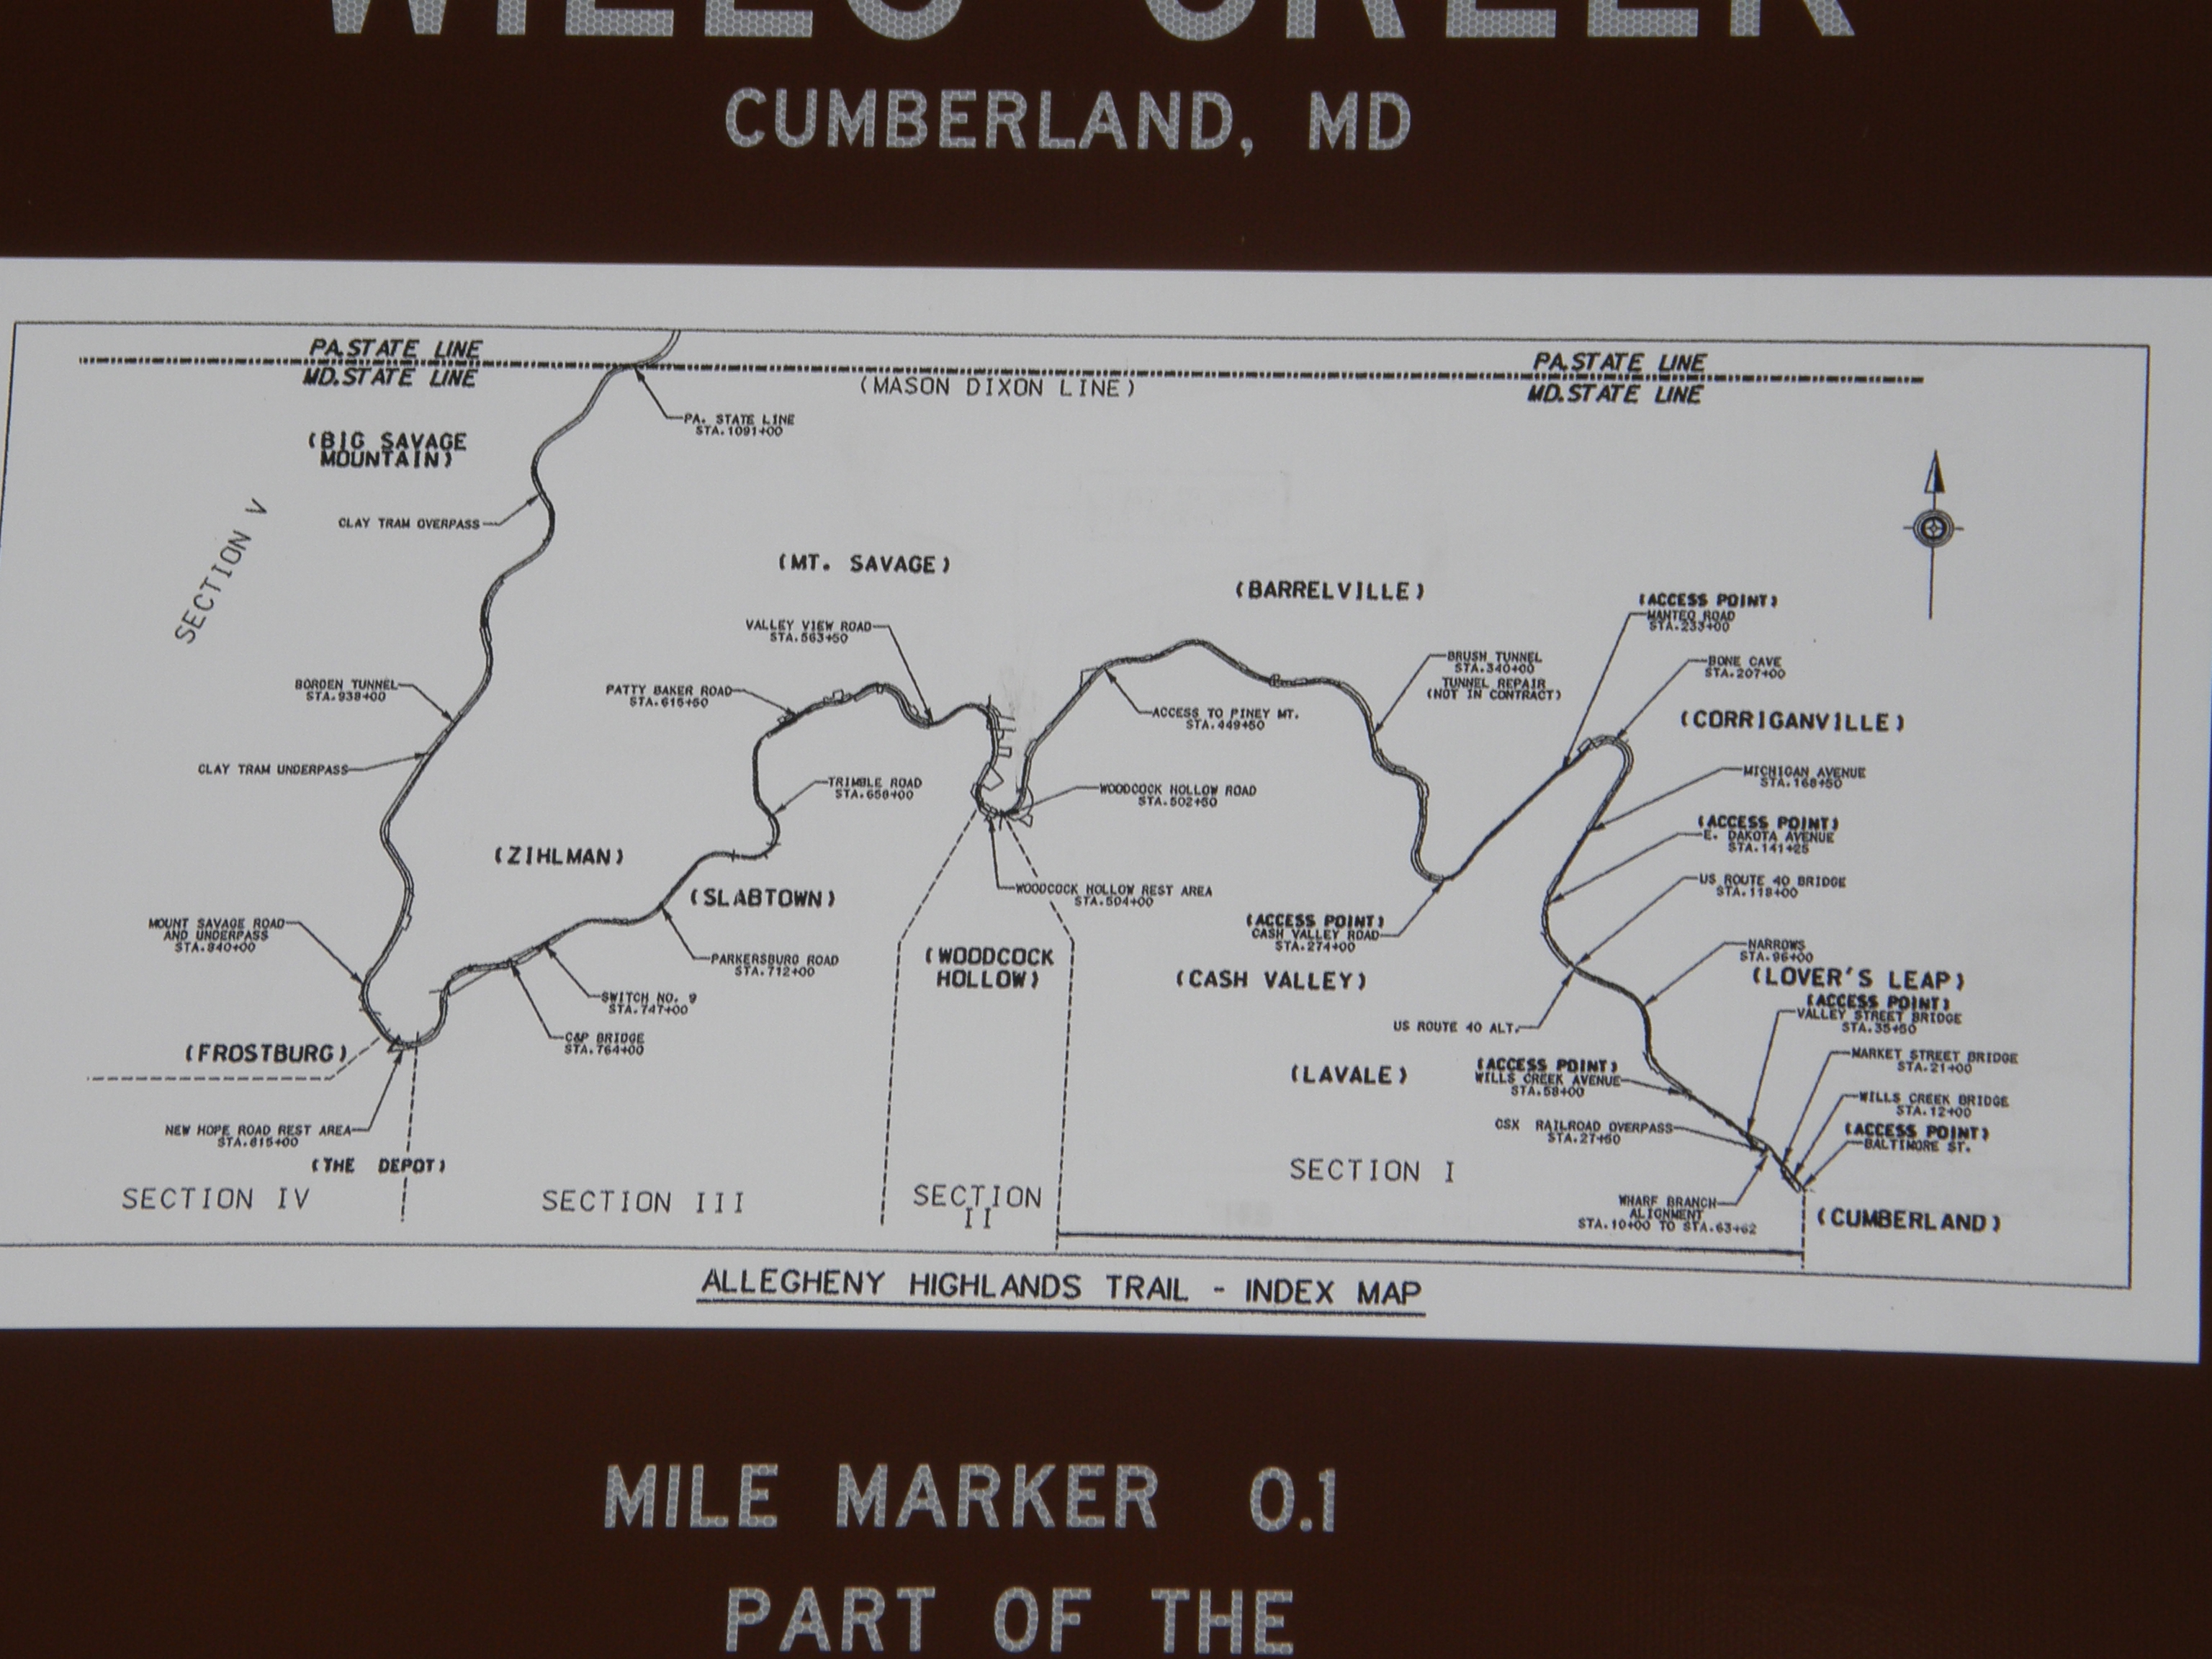 WILLS CREEK
CUMBERLAND, MD
PA.STATE LINE
MD.STATE LINE
(MASON DIXON LINE)
PA.STATE LINE
MD.STATE LINE
PA. STATE LINE
STA.1091+00
(BIG SAVAGE
MOUNTAIN)
SECTION V
CLAY TRAM OVERPASS
(MT. SAVAGE)
(BARRELVILLE)
(ACCESS POINT)
MANTEO ROAD
STA.233+00
VALLEY VIEW ROAD
STA.563+50
BRUSH TUNNEL
STA.340+00
TUNNEL REPAIR
(NOT IN CONTRACT)
BONE CAVE
STA.207+00
BORDEN TUNNEL
STA.938+00
PATTY BAKER ROAD
STA.615+50
ACCESS TO PINEY MT.
STA.449+50
(CORRIGANVILLE)
CLAY TRAM UNDERPASS
TRIMBLE ROAD
STA.658+00
WOODCOCK HOLLOW ROAD
STA.502+50
MICHIGAN AVENUE
STA.168+50
(ACCESS POINT)
E. DAKOTA AVENUE
STA.141+25
(ZIHLMAN)
(SLABTOWN)
WOODCOCK HOLLOW REST AREA
STA.504+00
US ROUTE 40 BRIDGE
STA.118+00
MOUNT SAVAGE ROAD
AND UNDERPASS
STA.840+00
(ACCESS POINT)
CASH VALLEY ROAD
STA.274+00
NARROWS
STA.96+00
PARKERSBURG ROAD
STA.712+00
(WOODCOCK
HOLLOW)
(CASH VALLEY)
(LOVER'S LEAP)
(ACCESS POINT)
VALLEY STREET BRIDGE
STA.35+50
SWITCH NO. 9
STA.747+00
US ROUTE 40 ALT.
C&P BRIDGE
STA.764+00
(FROSTBURG)
(LAVALE)
(ACCESS POINT)
WILLS CREEK AVENUE
STA.58+00
MARKET STREET BRIDGE
STA.21+00
WILLS CREEK BRIDGE
STA.12+00
NEW HOPE ROAD REST AREA
STA.815+00
CSX RAILROAD OVERPASS
STA.27+50
(ACCESS POINT)
BALTIMORE ST.
(THE DEPOT)
SECTION IV
SECTION III
SECTION
II
SECTION I
WHARF BRANCH
ALIGNMENT
STA.10+00 TO STA.63+62
(CUMBERLAND)
ALLEGHENY HIGHLANDS TRAIL - INDEX MAP
MILE MARKER 0.1
PART OF THE